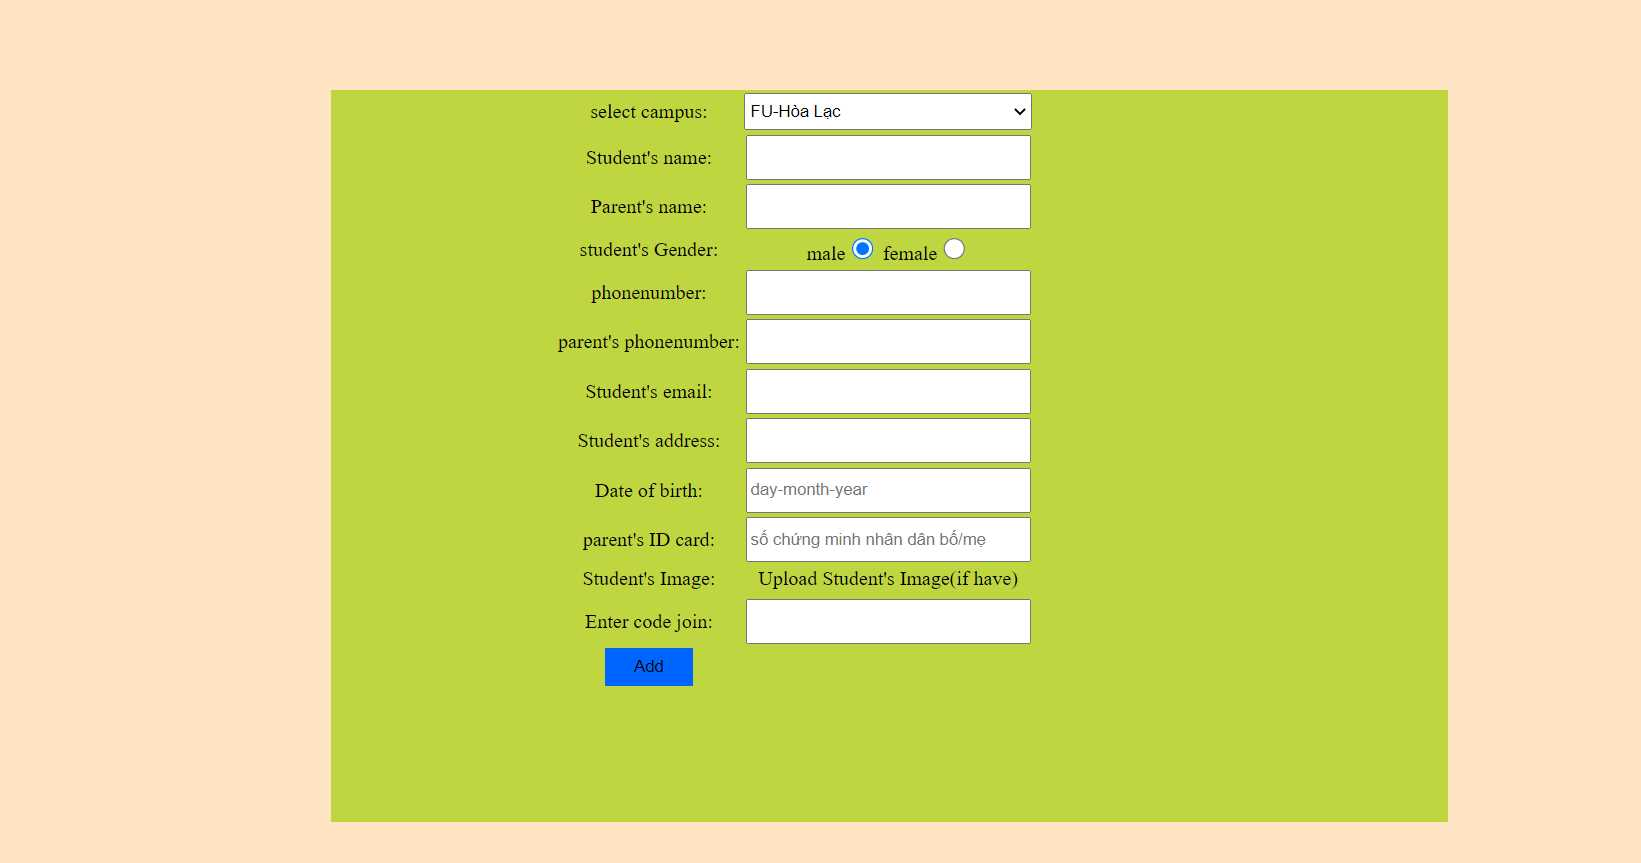 select campus: FU-Hòa Lạc
Student's name:
Parent's name:
student's Gender: male female
phonenumber:
parent's phonenumber:
Student's email:
Student's address:
Date of birth: day-month-year
parent's ID card: số chứng minh nhân dân bố/mẹ
Student's Image: Upload Student's Image(if have)
Enter code join:
Add